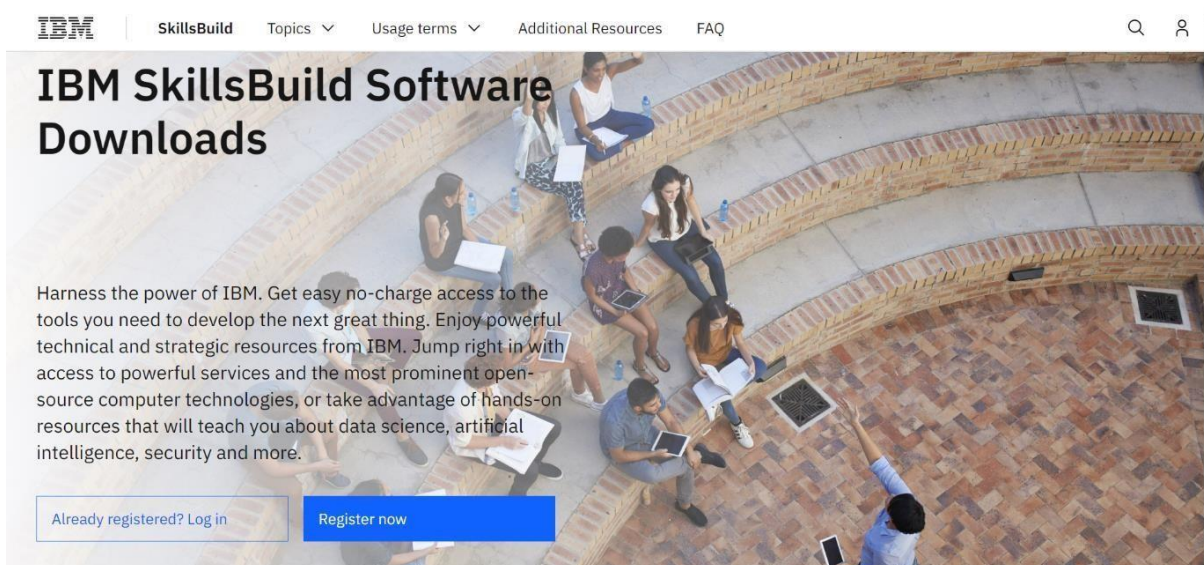 IBM
SkillsBuild
Topics
Usage terms
Additional Resources
FAQ
IBM SkillsBuild Software
Downloads
Harness the power of IBM. Get easy no-charge access to the
tools you need to develop the next great thing. Enjoy powerful
technical and strategic resources from IBM. Jump right in with
access to powerful services and the most prominent open-
source computer technologies, or take advantage of hands-on
resources that will teach you about data science, artificial
intelligence, security and more.
Already registered? Log in
Register now